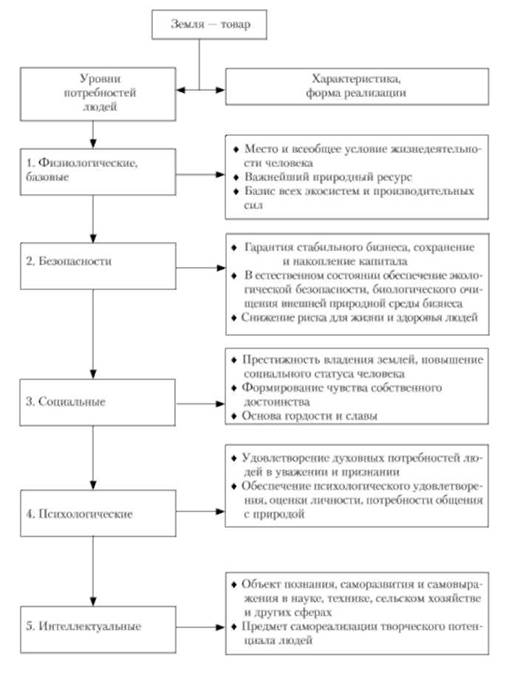 Земля — товар
Уровни
потребностей
людей
Характеристика,
форма реализации
1. Физиологические,
базовые
♦ Место и всеобщее условие жизнедеятельно-
сти человека
♦ Важнейший природный ресурс
♦ Базис всех экосистем и производительных
сил
2. Безопасности
♦ Гарантия стабильного бизнеса, сохранение
и накопление капитала
♦ В естественном состоянии обеспечение эколо-
гической безопасности, биологического очи-
щения внешней природной среды бизнеса
♦ Снижение риска для жизни и здоровья людей
3. Социальные
♦ Престижность владения землей, повышение
социального статуса человека
♦ Формирование чувства собственного
достоинства
♦ Основа гордости и славы
4. Психологические
♦ Удовлетворение духовных потребностей лю-
дей в уважении и признании
♦ Обеспечение психологического удовлетворе-
ния, оценки личности, потребности общения
с природой
5. Интеллектуальные
♦ Объект познания, саморазвития и самовыра-
жения в науке, технике, сельском хозяйстве
и других сферах
♦ Предмет самореализации творческого потен-
циала людей